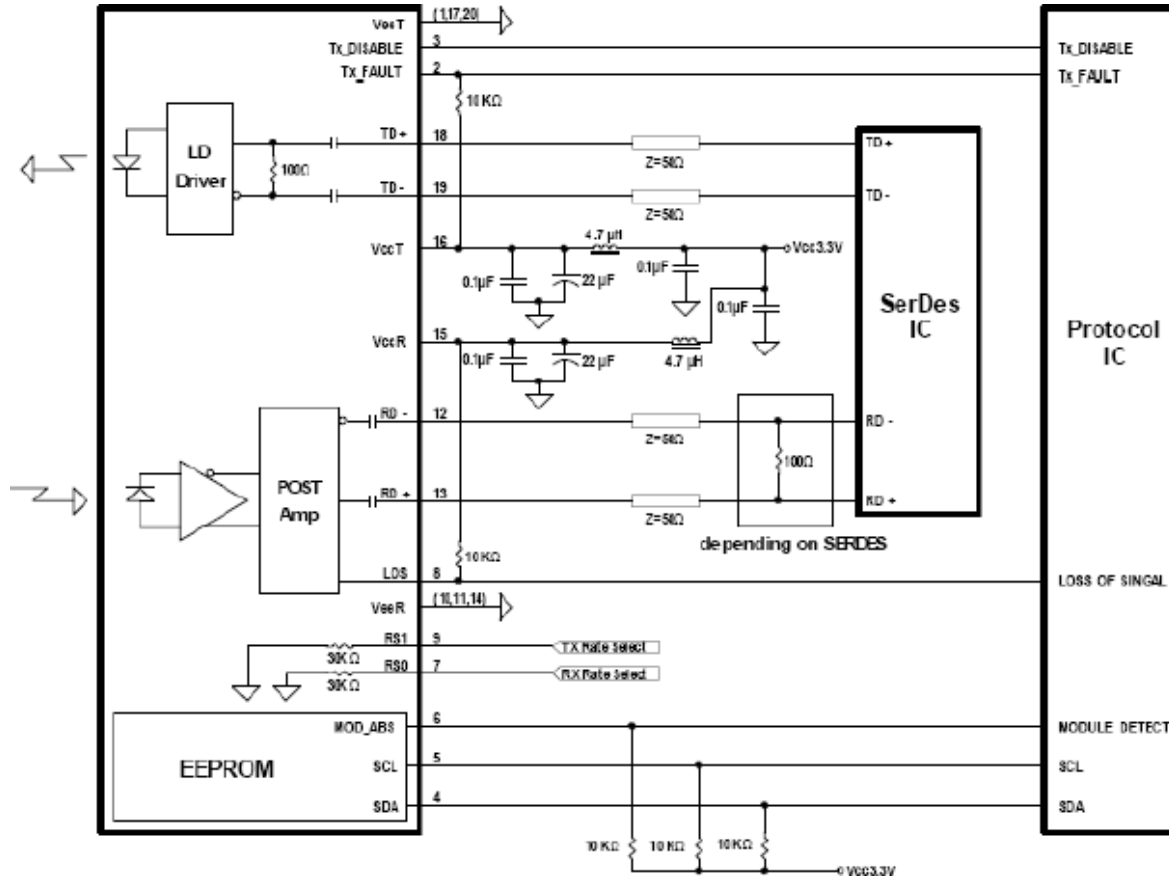 VeeT (1,17,20)
Tx_DISABLE 3 Tx_DISABLE
Tx_FAULT 2 Tx_FAULT
10 KΩ
TD+ 18 TD+
LD
Driver
100Ω
Z=50Ω
TD- 19 TD-
Z=50Ω
4.7 µH
VccT 16 Vcc3.3V
0.1µF 22 µF 0.1µF
0.1µF
SerDes
IC
Protocol
IC
VccR 15
0.1µF 22 µF 4.7 µH
RD - 12 RD -
Z=50Ω
100Ω
POST
Amp
RD + 13 RD +
Z=50Ω
depending on SERDES
10 KΩ
LOS 8 LOSS OF SINGAL
VeeR (10,11,14)
RS1 9 TX Rate Select
30KΩ
RS0 7 RX Rate Select
30KΩ
MOD_ABS 6 MODULE DETECT
EEPROM
SCL 5 SCL
SDA 4 SDA
10 KΩ 10 KΩ 10 KΩ
Vcc3.3V